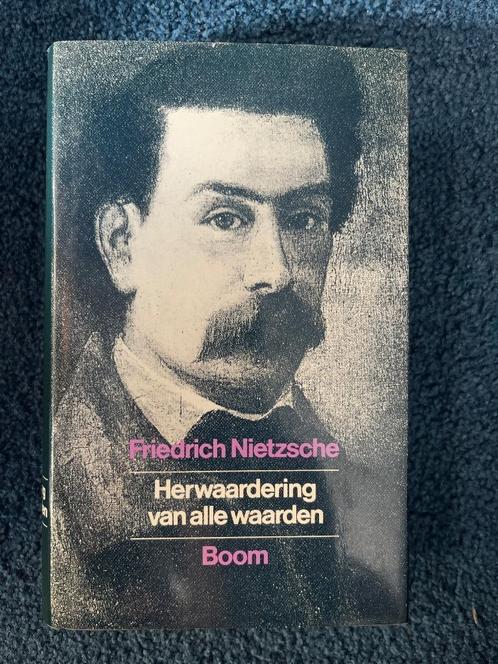 Friedrich Nietzsche
Herwaardering
van alle waarden
Boom